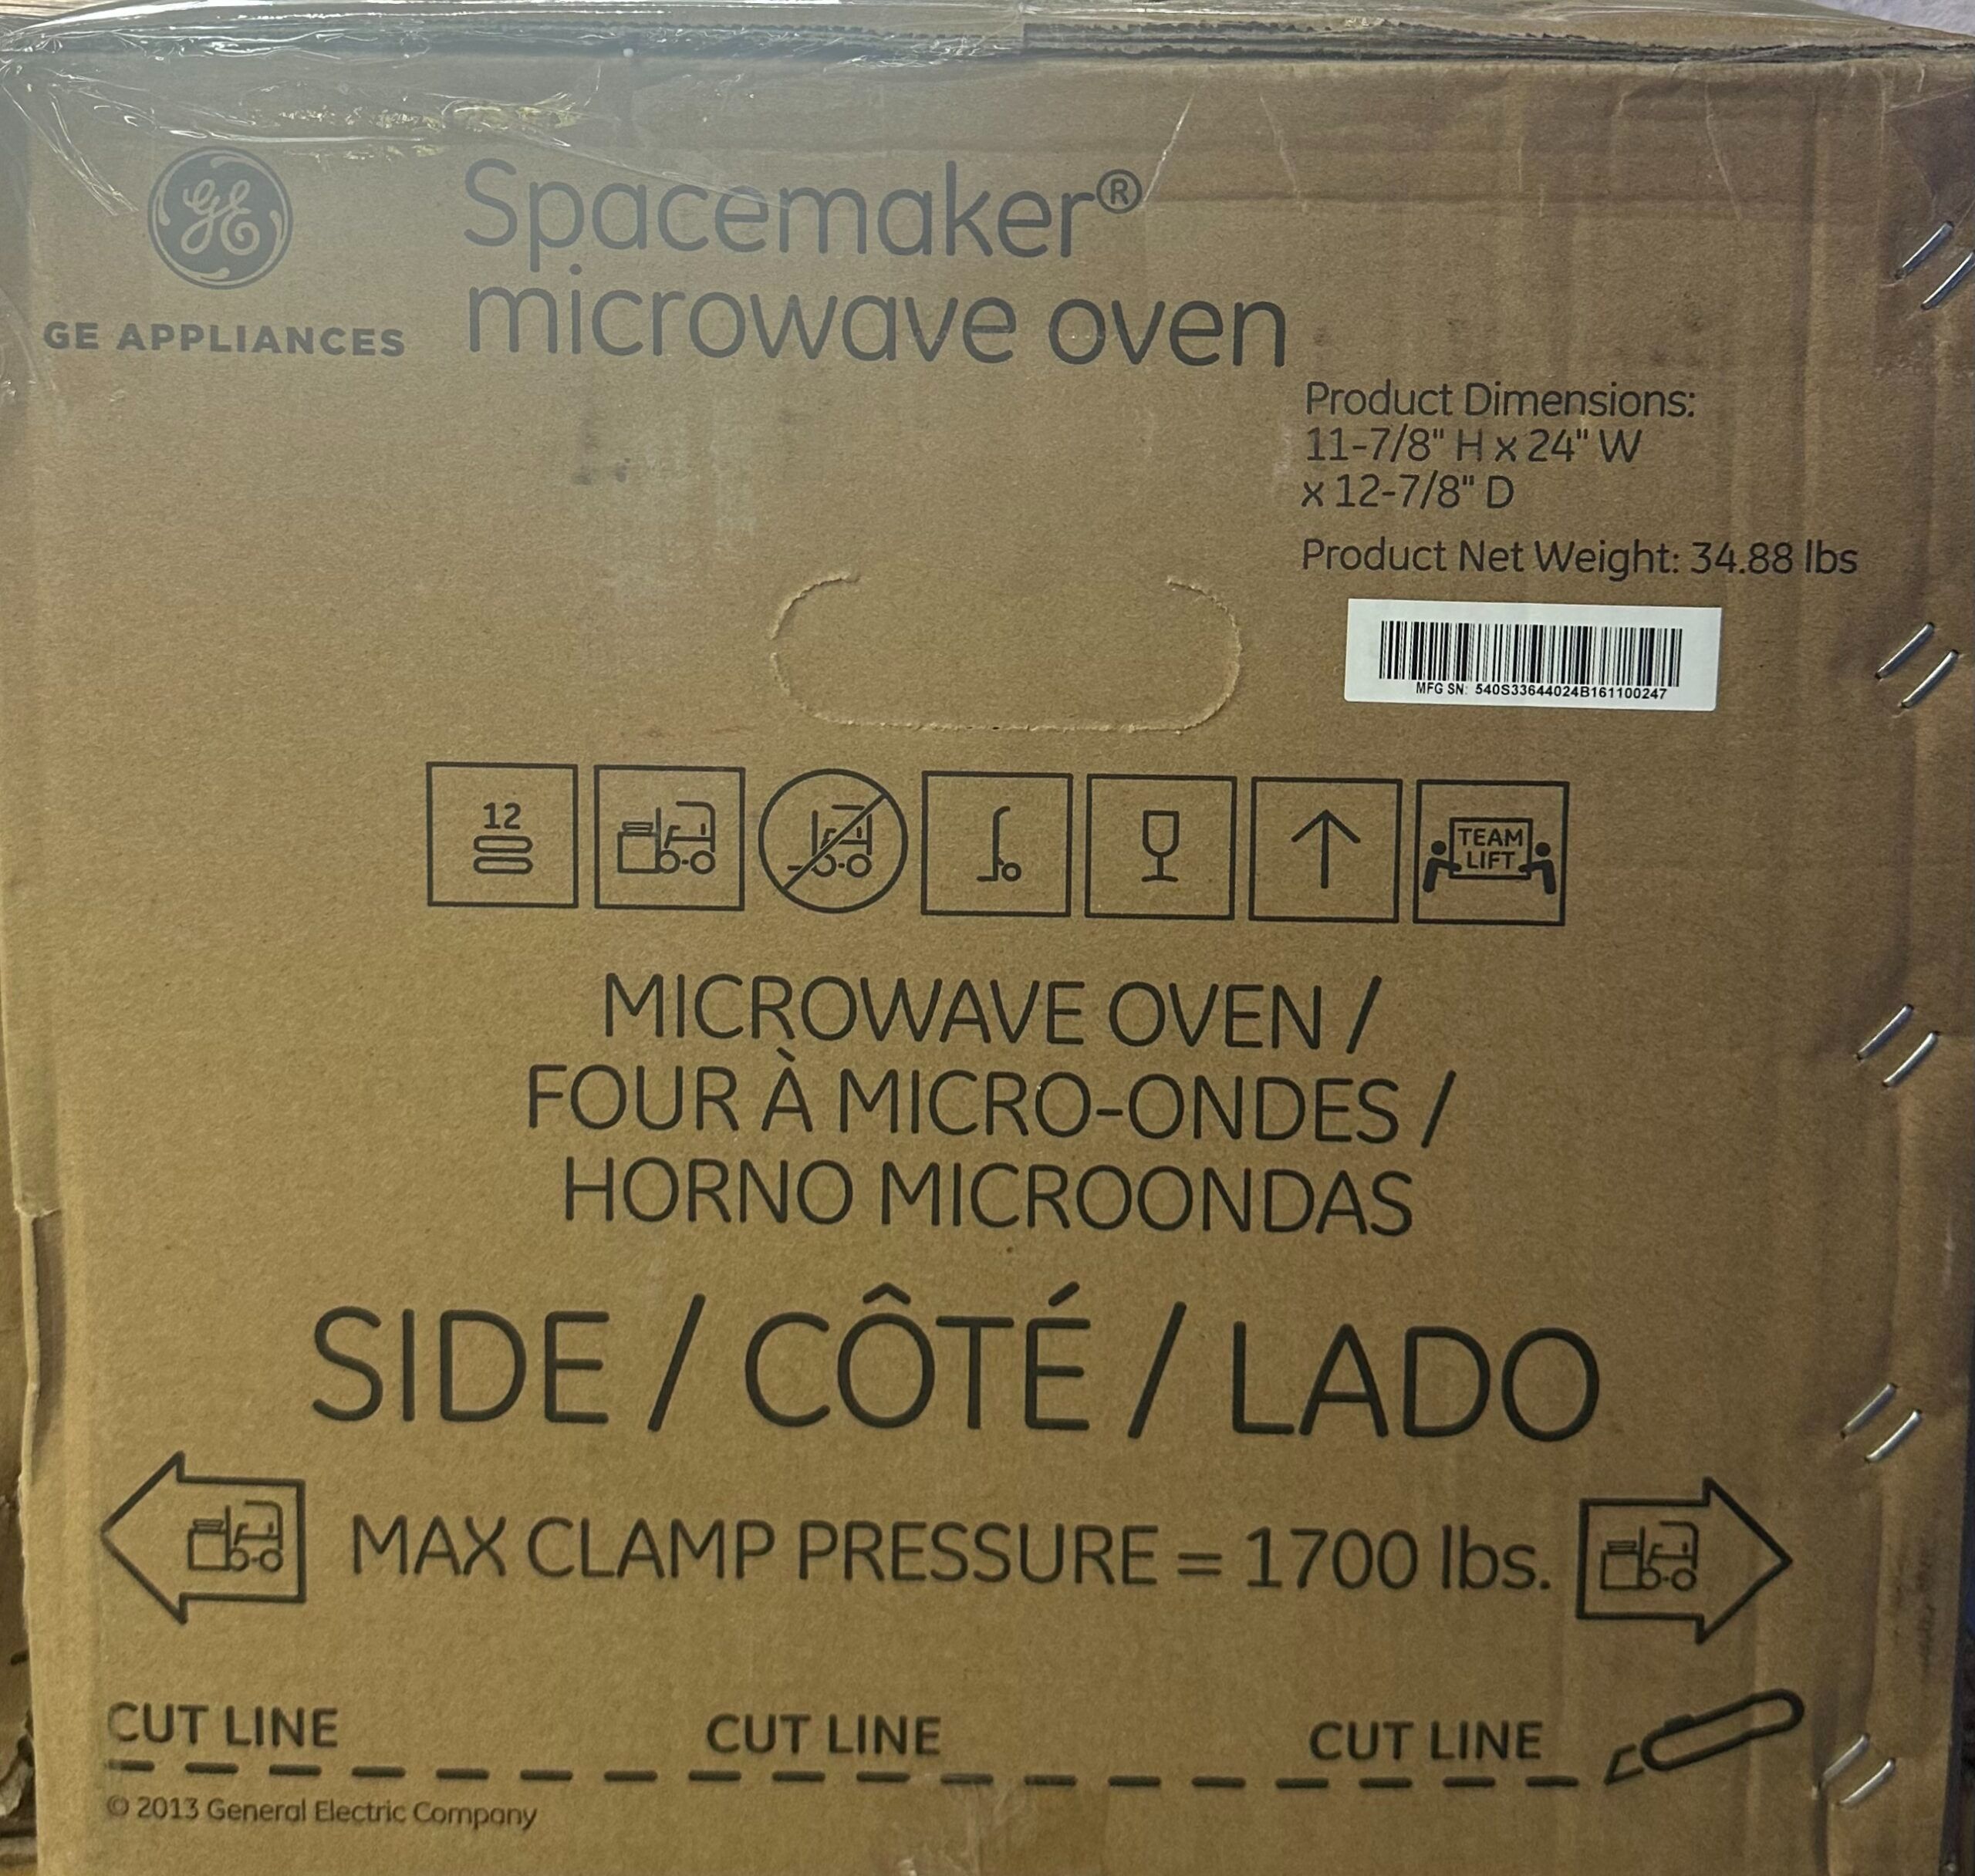 GE
GE APPLIANCES
Spacemaker®
microwave oven
Product Dimensions:
11-7/8" H x 24" W
x 12-7/8" D
Product Net Weight: 34.88 lbs
MFG SN: 540S33644024B161100247
12
TEAM
LIFT
MICROWAVE OVEN /
FOUR À MICRO-ONDES /
HORNO MICROONDAS
SIDE / CÔTÉ / LADO
MAX CLAMP PRESSURE = 1700 lbs.
CUT LINE CUT LINE CUT LINE
© 2013 General Electric Company